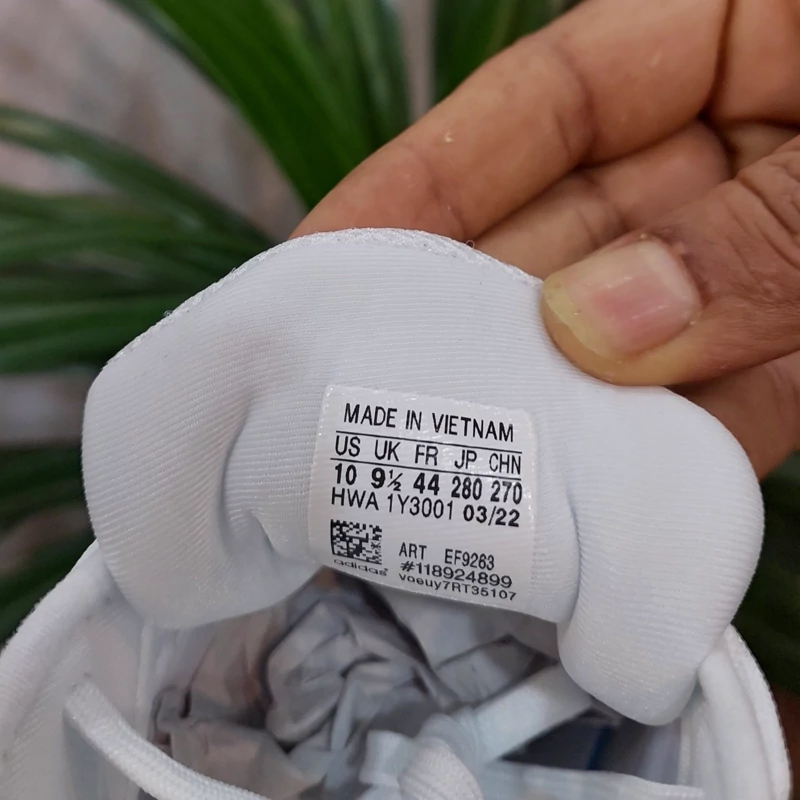 MADE IN VIETNAM
US UK FR JP CHN
10 9½ 44 280 270
HWA 1Y3001 03/22
ART EF9263
#118924899
adidas
voeuy7RT35107